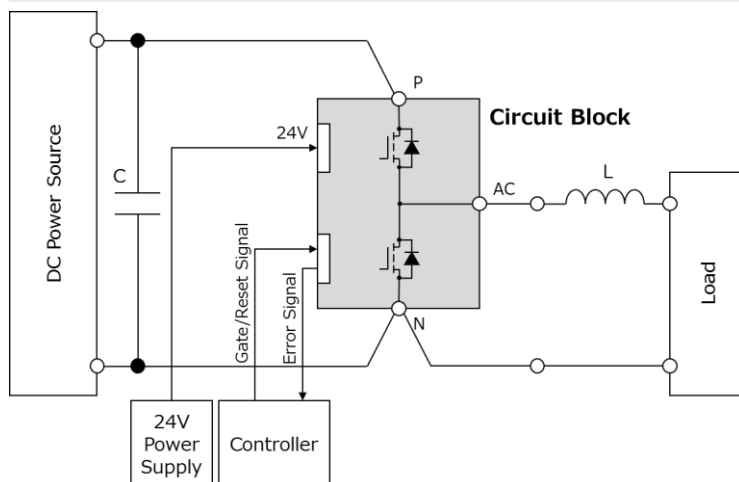 DC Power Source
C
24V
P
Circuit Block
AC
L
Load
N
Gate/Reset Signal
Error Signal
24V
Power
Supply
Controller